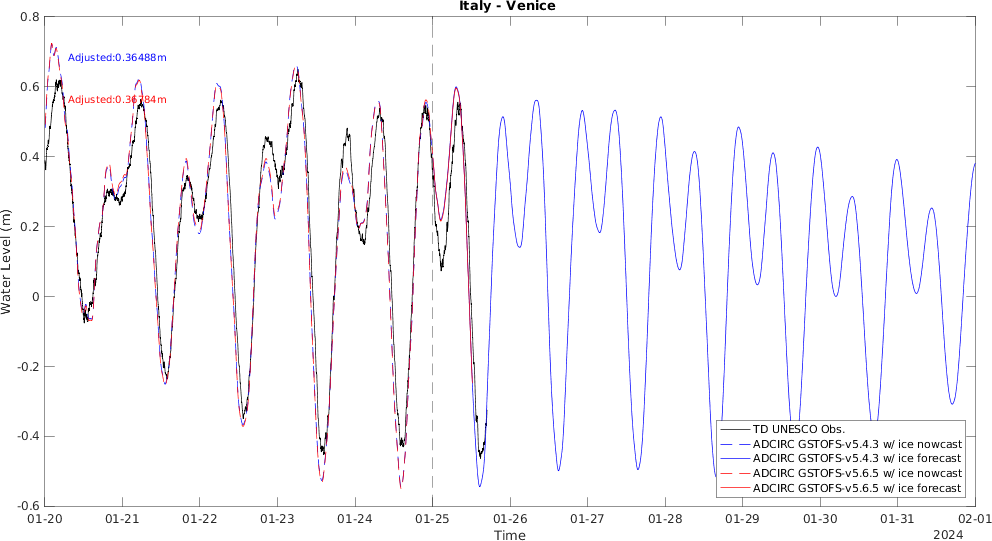 Italy - Venice
Water Level (m)
0.8
0.6
0.4
0.2
0
-0.2
-0.4
-0.6
Adjusted:0.36488m
Adjusted:0.36784m
TD UNESCO Obs.
ADCIRC GSTOFS-v5.4.3 w/ ice nowcast
ADCIRC GSTOFS-v5.4.3 w/ ice forecast
ADCIRC GSTOFS-v5.6.5 w/ ice nowcast
ADCIRC GSTOFS-v5.6.5 w/ ice forecast
01-20 01-21 01-22 01-23 01-24 01-25 01-26 01-27 01-28 01-29 01-30 01-31 02-01
Time
2024